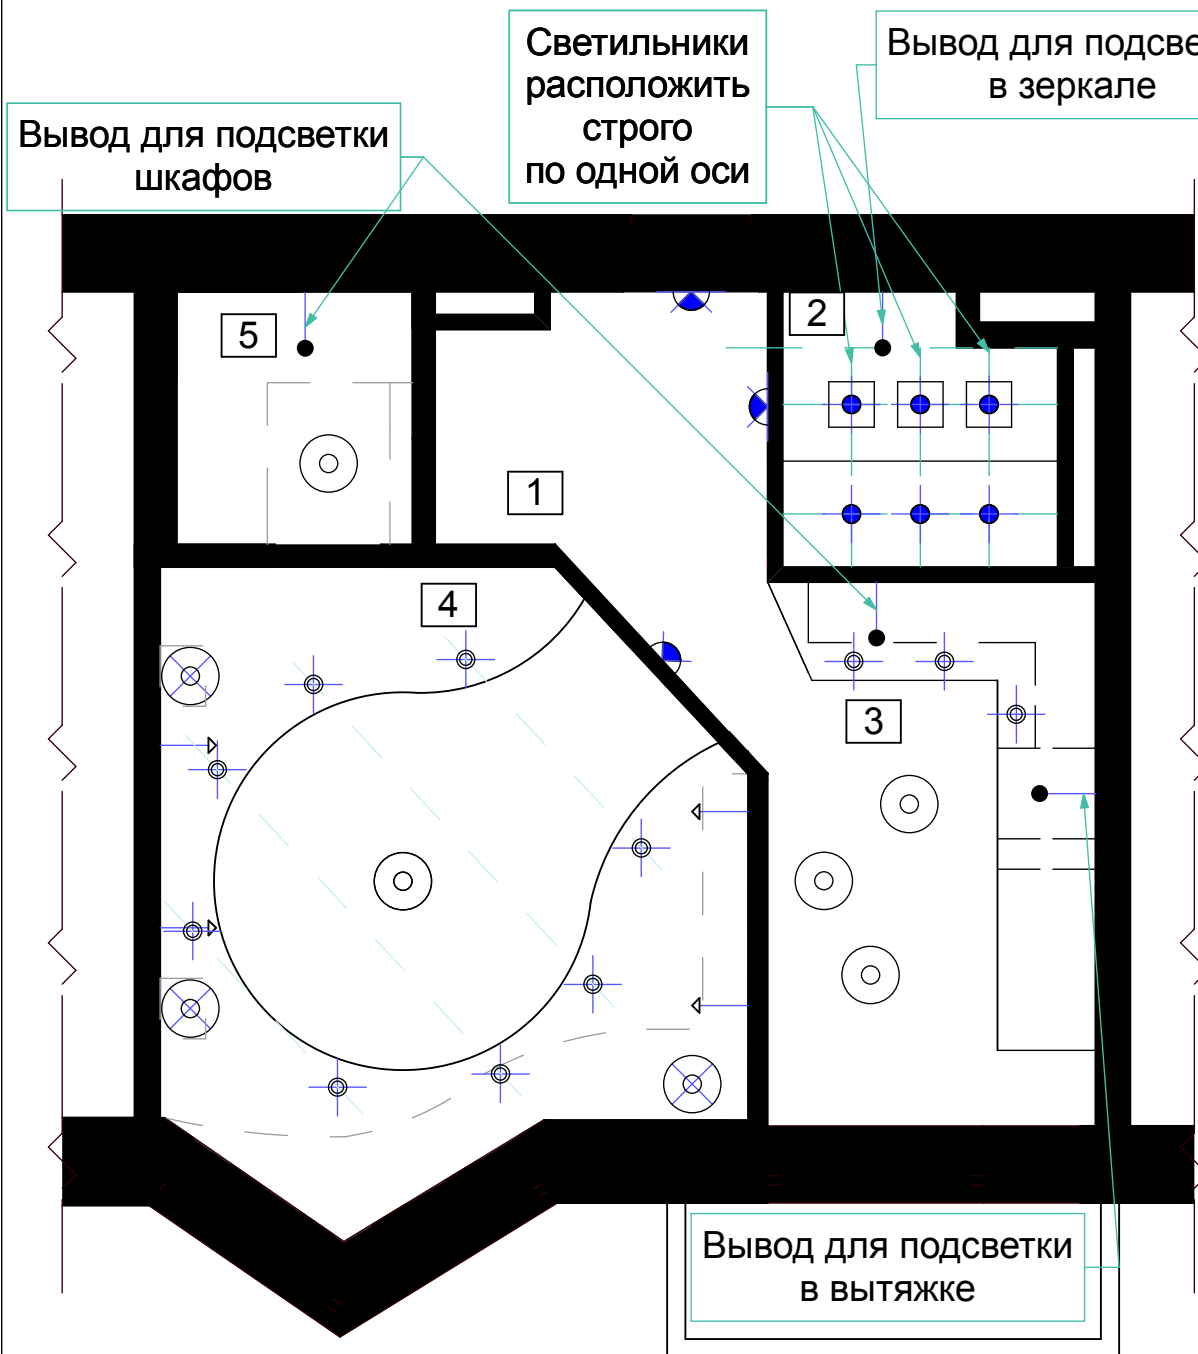 Светильники
расположить
строго
по одной оси
Вывод для
в зеркале
Вывод для подсветки
шкафов
5
2
1
4
3
Вывод для подсветки
в вытяжке